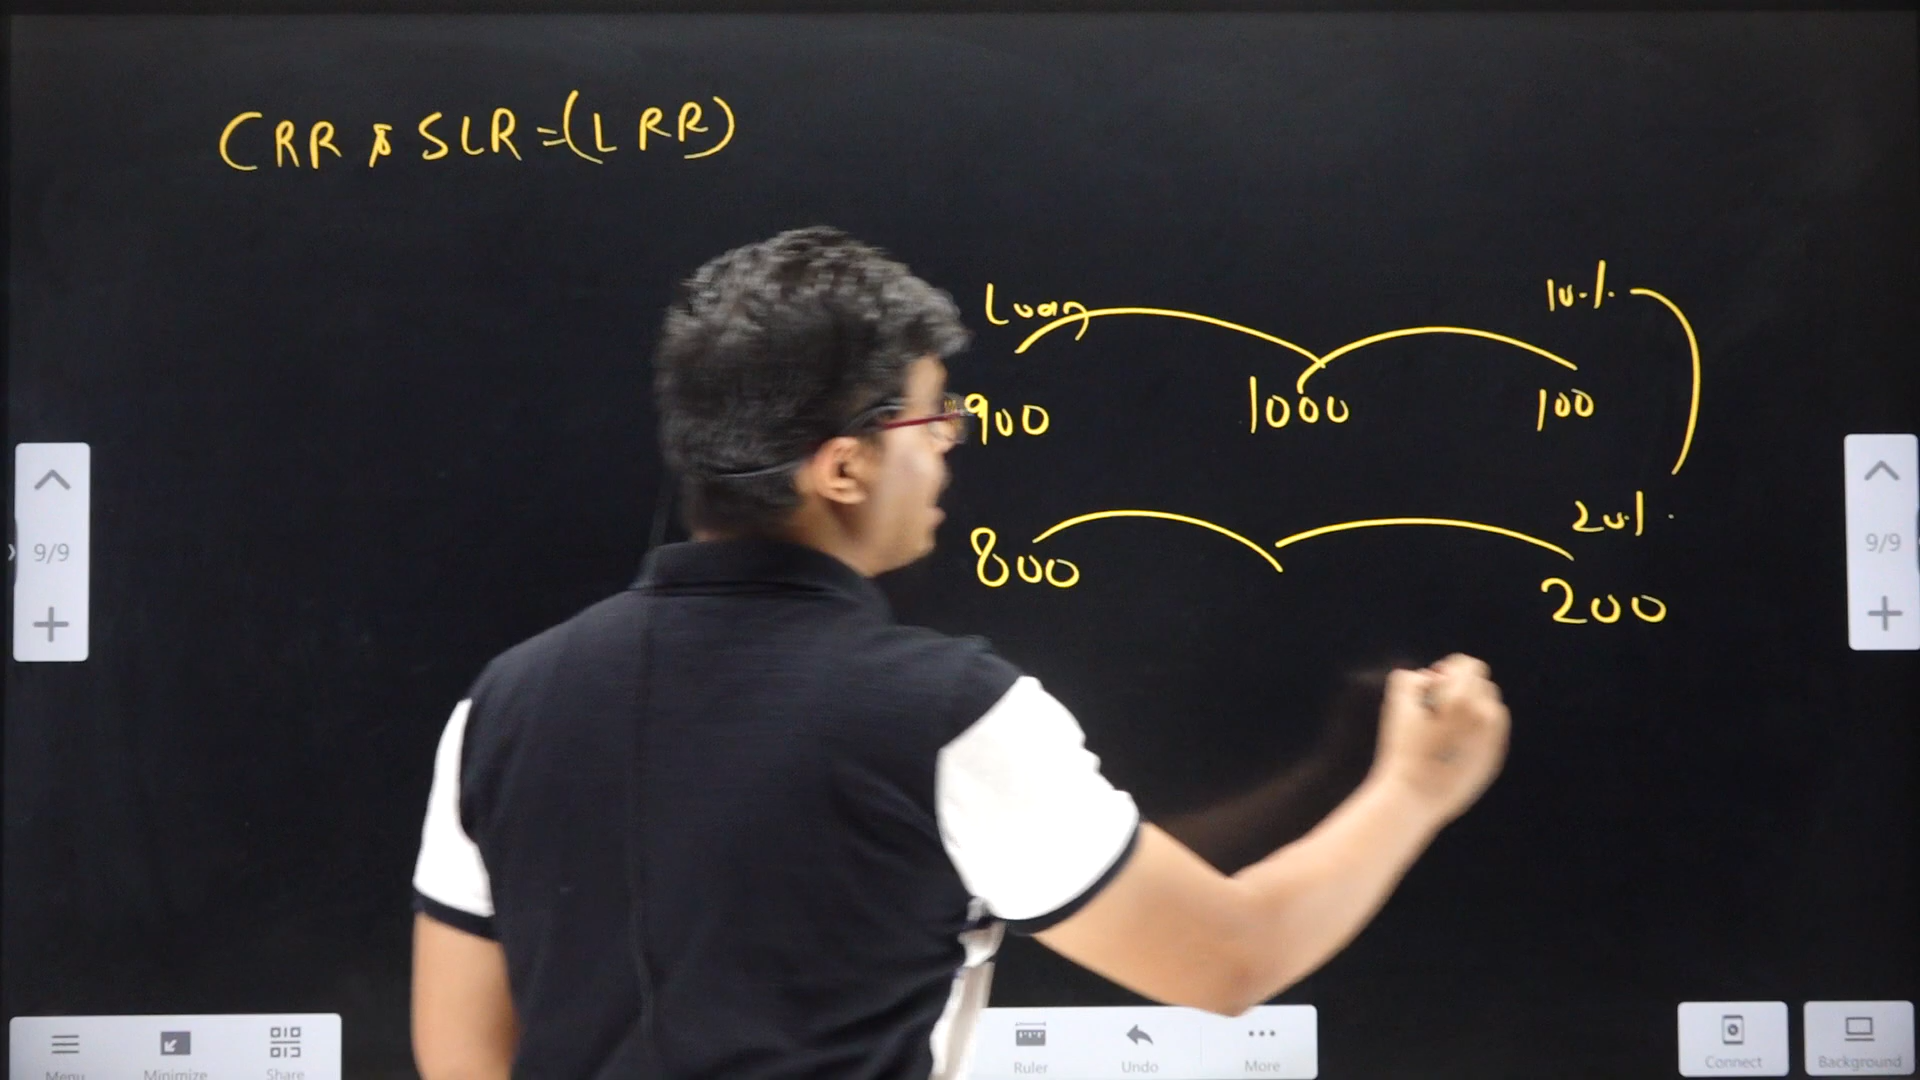 CRR & SLR = (LRR)
Loan 10%
900 1000 100
20%
800
200
9/9
9/9
Menu Minimize Share Ruler Undo More Connect Background